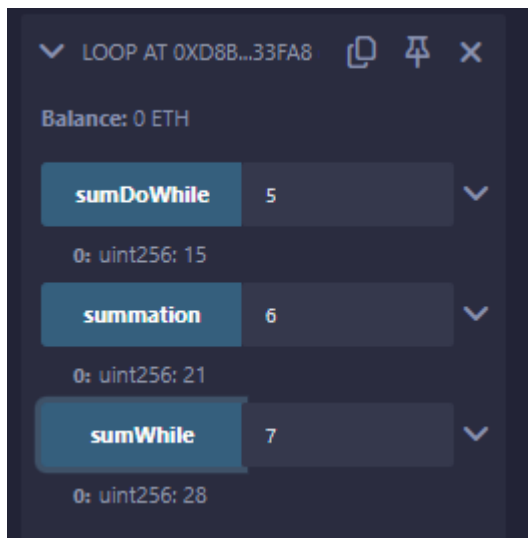 LOOP AT 0XD8B...33FA8
Balance: 0 ETH
sumDoWhile 5
0: uint256: 15
summation 6
0: uint256: 21
sumWhile 7
0: uint256: 28